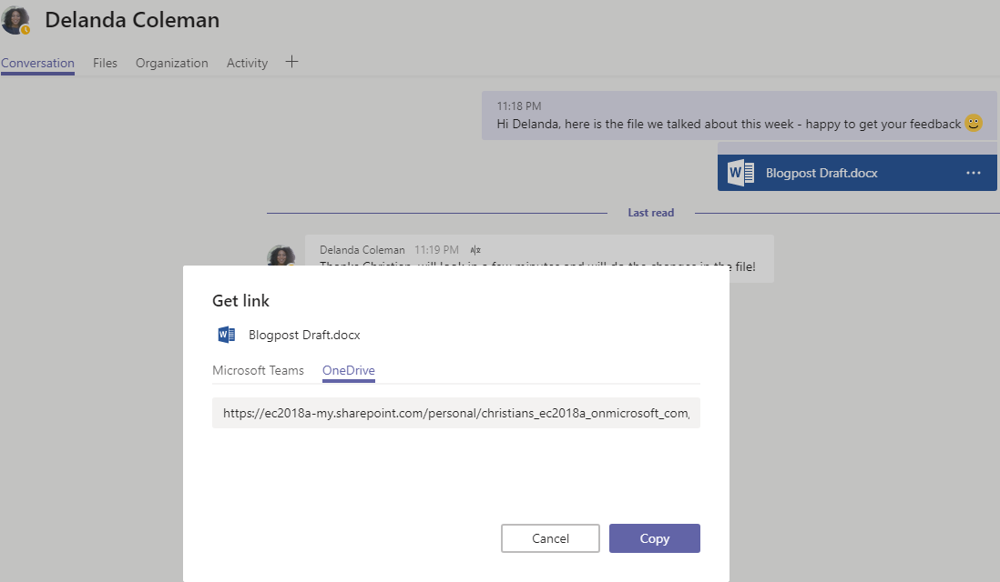 Delanda Coleman
Conversation Files Organization Activity
11:18 PM
Hi Delanda, here is the file we talked about this week - happy to get your feedback
Blogpost Draft.docx
Last read
Delanda Coleman 11:19 PM
Thanks Christian, will look in a few minutes and will do the changes in the file!
Get link
Blogpost Draft.docx
Microsoft Teams OneDrive
https://ec2018a-my.sharepoint.com/personal/christians_ec2018a_onmicrosoft_com,
Cancel Copy